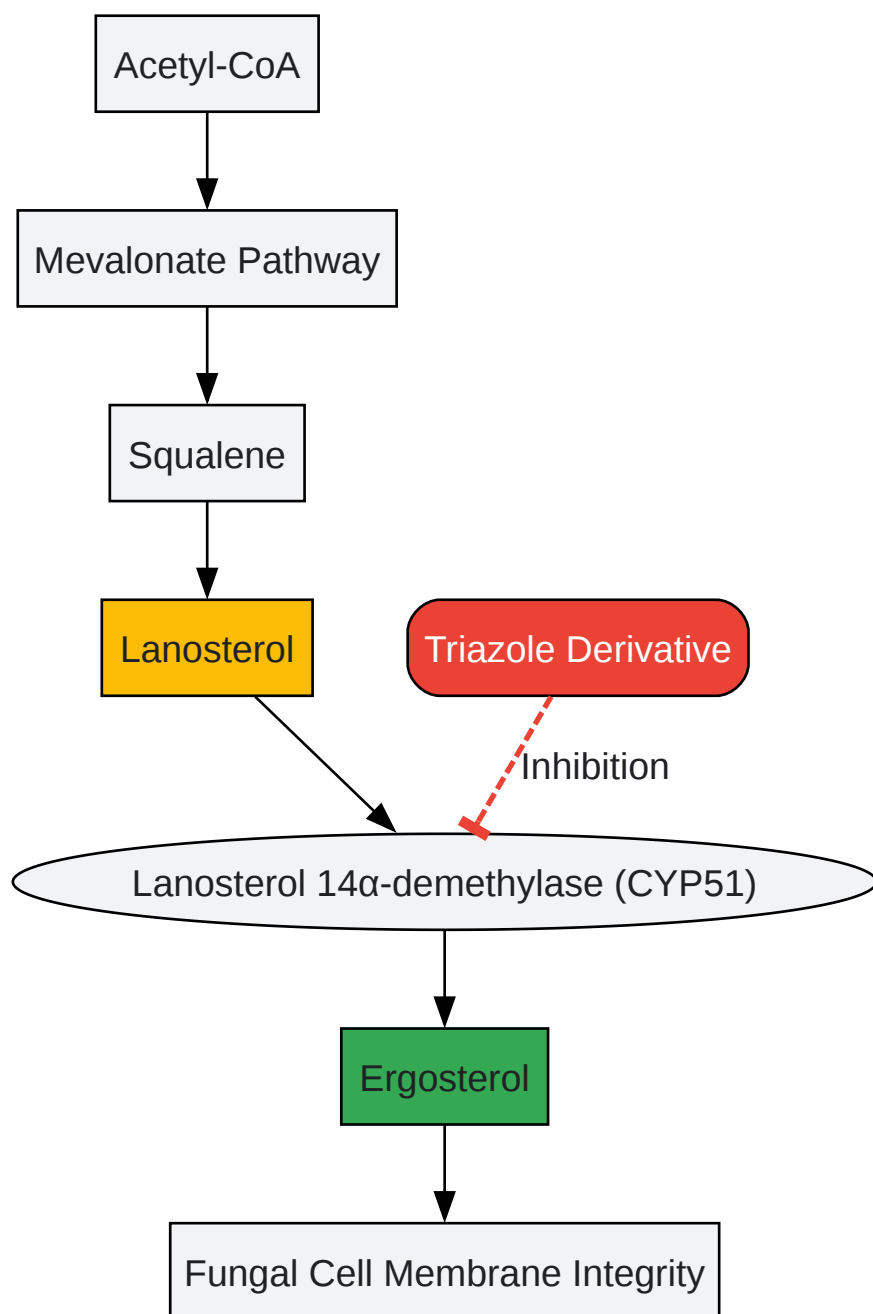 Acetyl-CoA
Mevalonate Pathway
Squalene
Lanosterol
Triazole Derivative
Inhibition
Lanosterol 14α-demethylase (CYP51)
Ergosterol
Fungal Cell Membrane Integrity